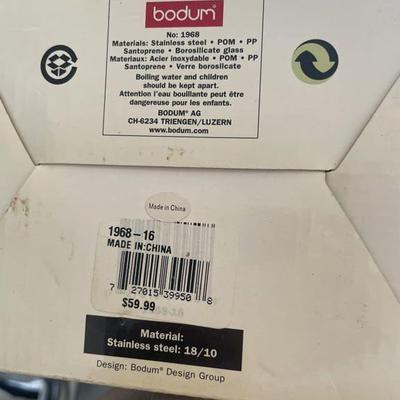 bodum®
No: 1968
Materials: Stainless steel • POM • PP
Santoprene • Borosilicate glass
Materiaux: Acier inoxydable • POM • PP
Santoprene • Verre borosilicate
Boiling water and children
should be kept apart.
Attention l'eau bouillante peut être
dangereuse pour les enfants.
BODUM® AG
CH-6234 TRIENGEN/LUZERN
www.bodum.com
Made in China
1968-16
MADE IN:CHINA
7 27015 39950 8
$59.99
Material:
Stainless steel: 18/10
Design: Bodum® Design Group